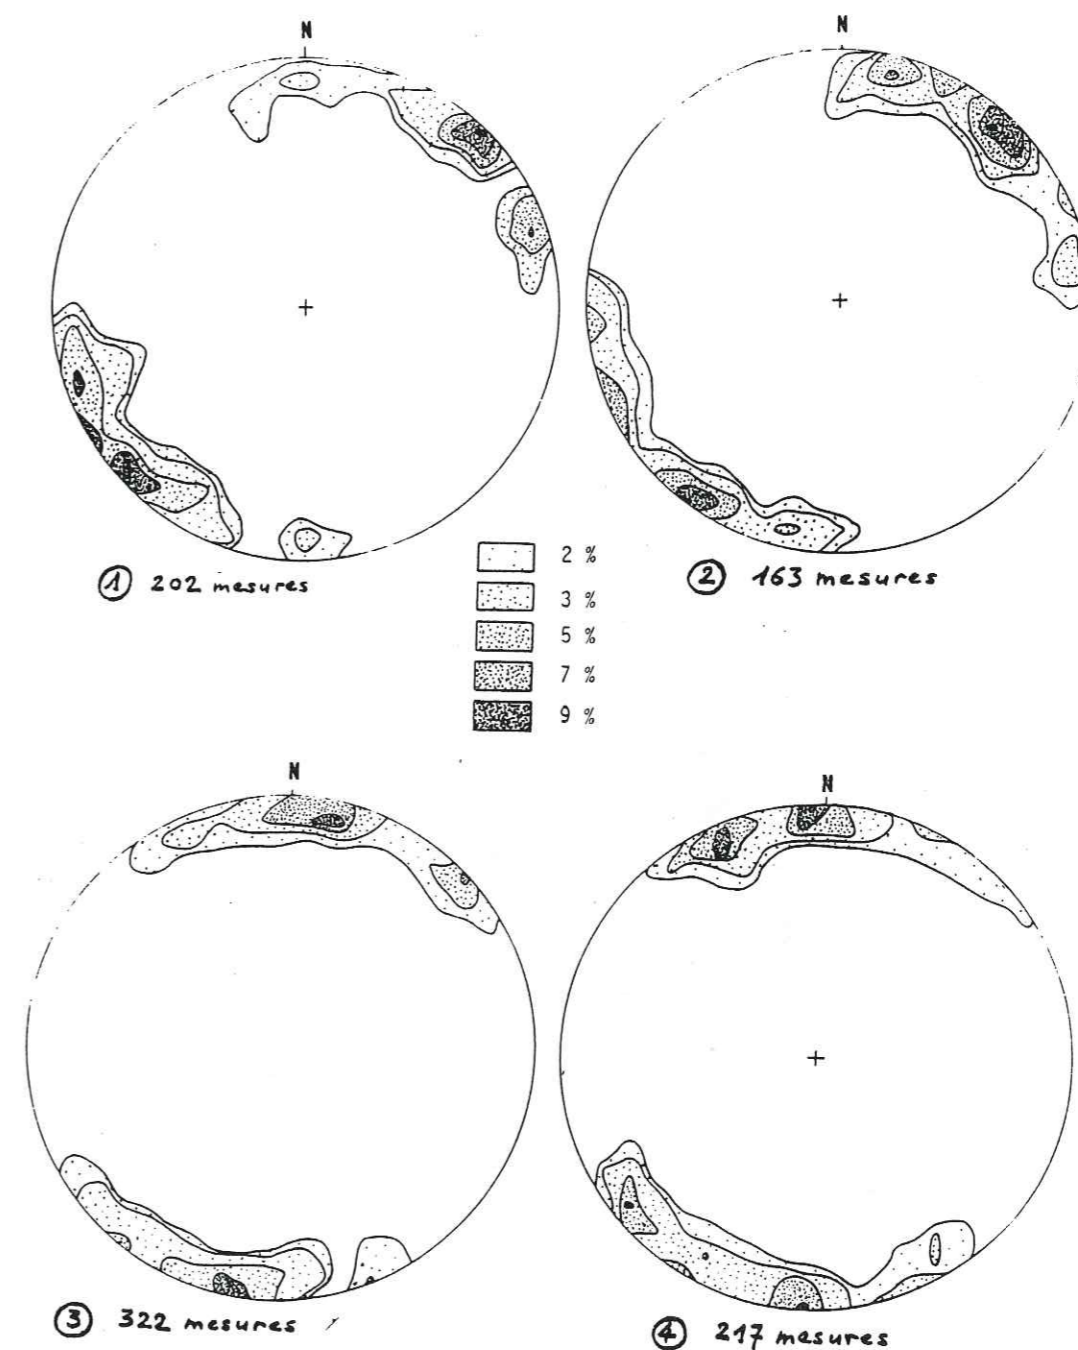 N
N
① 202 mesures
② 163 mesures
2 %
3 %
5 %
7 %
9 %
N
N
③ 322 mesures
④ 217 mesures